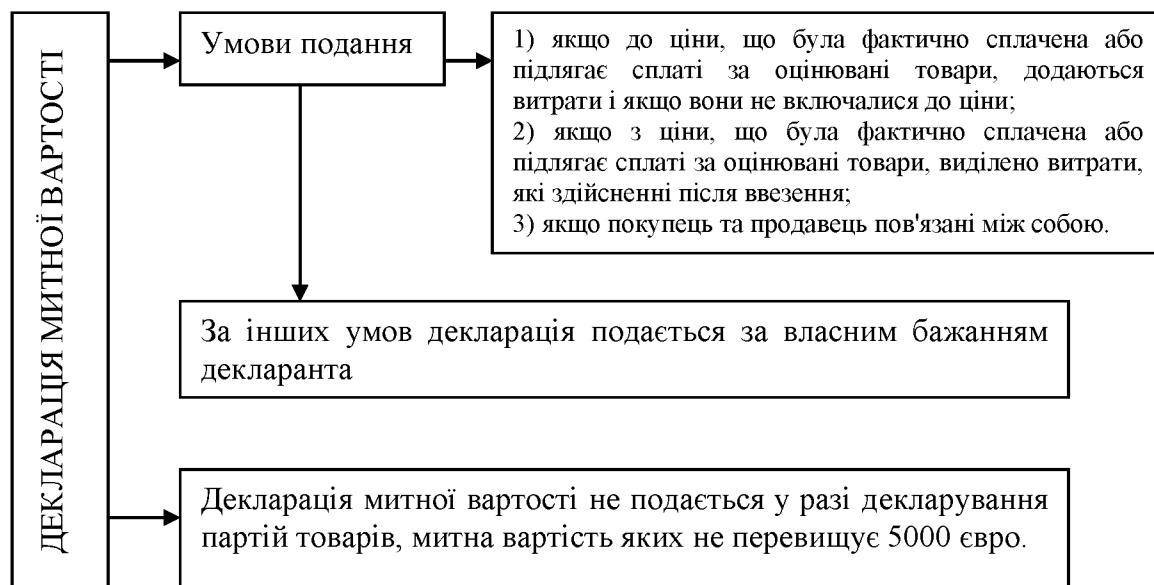 ДЕКЛАРАЦІЯ МИТНОЇ ВАРТОСТІ
Умови подання
1) якщо до ціни, що була фактично сплачена або
підлягає сплаті за оцінювані товари, додаються
витрати і якщо вони не включалися до ціни;
2) якщо з ціни, що була фактично сплачена або
підлягає сплаті за оцінювані товари, виділено витрати,
які здійсненні після ввезення;
3) якщо покупець та продавець пов'язані між собою.
За інших умов декларація подається за власним бажанням
декларанта
Декларація митної вартості не подається у разі декларування
партій товарів, митна вартість яких не перевищує 5000 євро.